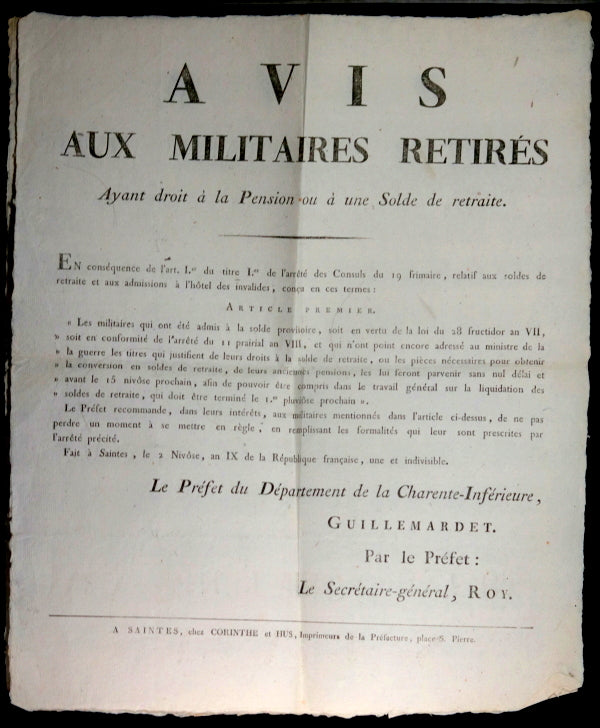 AVIS
AUX MILITAIRES RETIRÉS
Ayant droit à la Pension ou à une Solde de retraite.
EN conséquence de l'art. I.er du titre I.er de l'arrêté des Consuls du 19 frimaire, relatif aux soldes de
retraite et aux admissions à l'hôtel des invalides, conçu en ces termes:
ARTICLE PREMIER.
« Les militaires qui ont été admis à la solde provisoire, soit en vertu de la loi du 28 fructidor an VII,
» soit en conformité de l'arrêté du 11 prairial an VIII, et qui n'ont point encore adressé au ministre de la
» la guerre les titres qui justifient de leurs droits à la solde de retraite, ou les pièces nécessaires pour obtenir
» la conversion en soldes de retraite, de leurs anciennes pensions, les lui feront parvenir sans nul délai et
» avant le 15 nivôse prochain, afin de pouvoir être compris dans le travail général sur la liquidation des
» soldes de retraite, qui doit être terminé le 1.er pluviôse prochain ».
Le Préfet recommande, dans leurs intérêts, aux militaires mentionnés dans l'article ci-dessus, de ne pas
perdre un moment à se mettre en règle, en remplissant les formalités qui leur sont prescrites par
l'arrêté précité.
Fait à Saintes, le 2 Nivôse, an IX de la République française, une et indivisible.
Le Préfet du Département de la Charente-Inférieure,
GUILLEMARDET.
Par le Préfet:
Le Secrétaire-général, ROY.
A SAINTES, chez CORINTHE et HUS, Imprimeurs de la Préfecture, place S. Pierre.